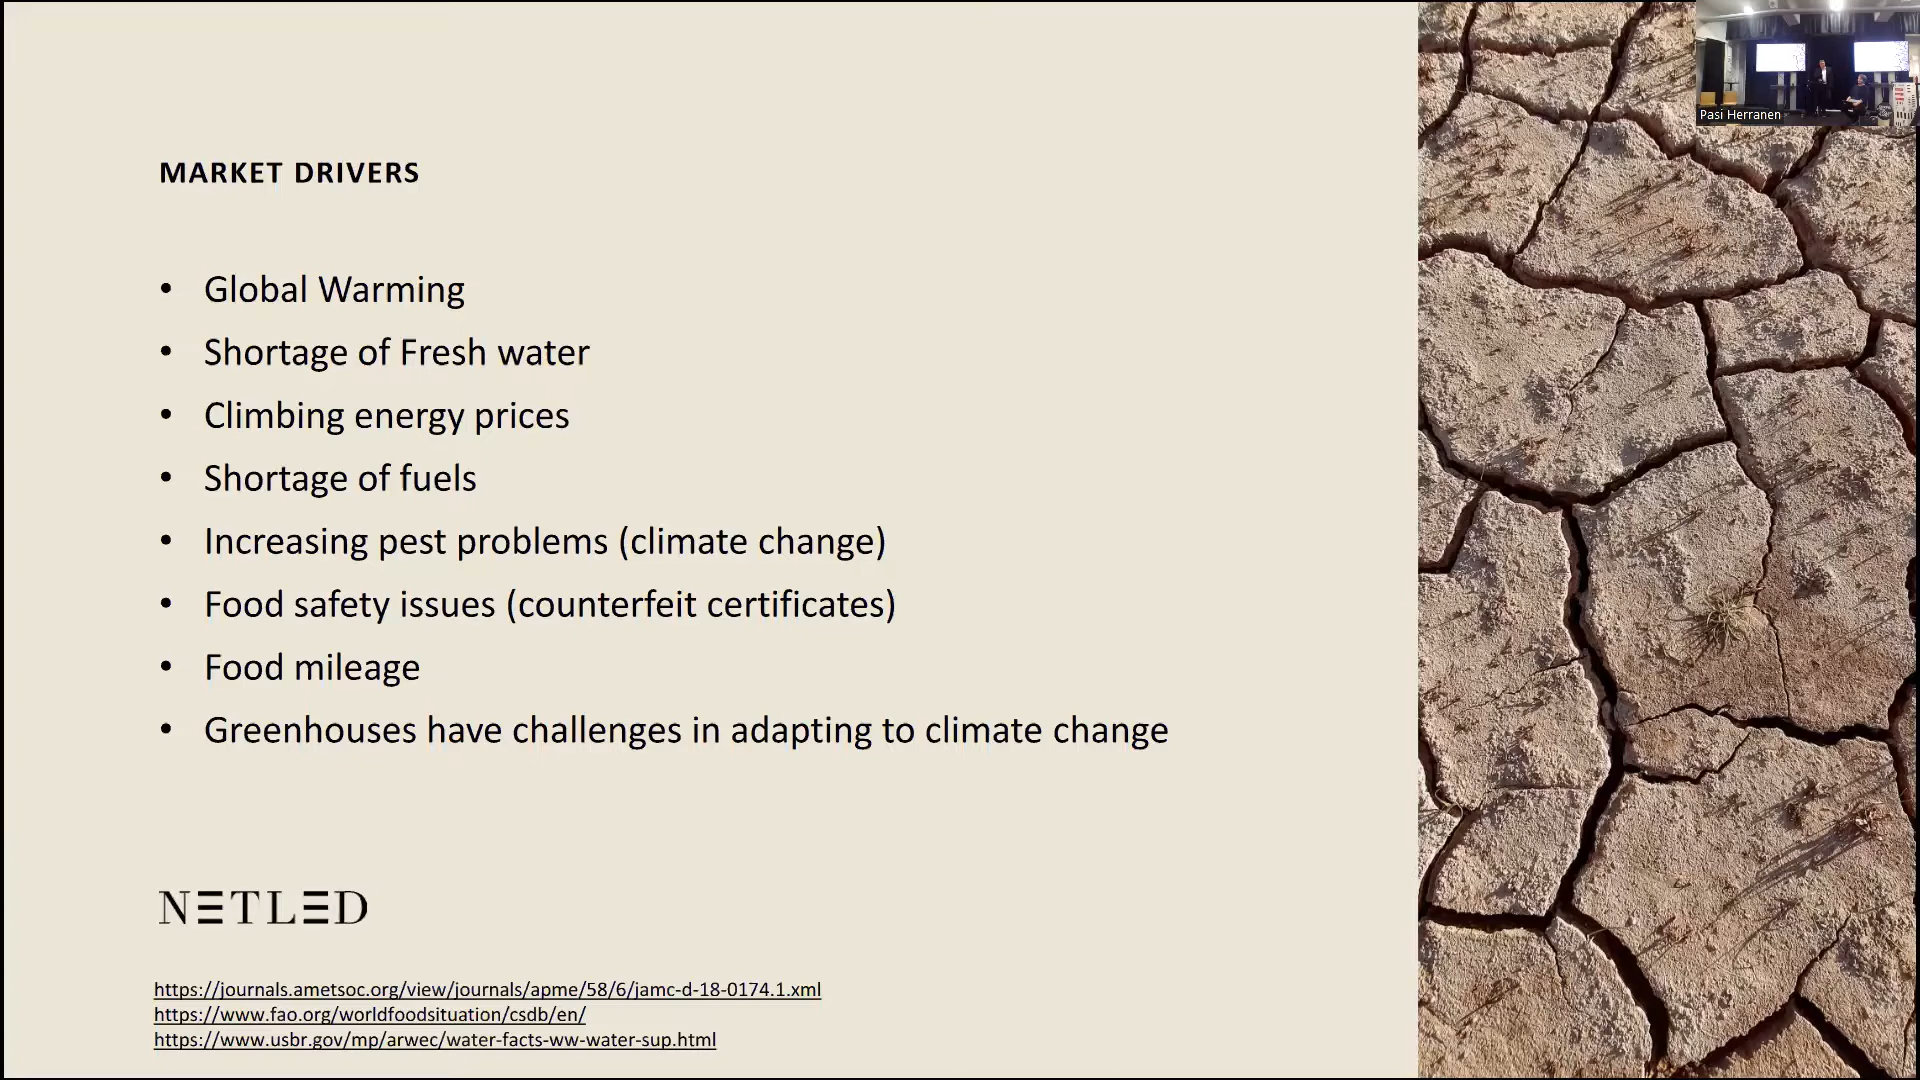 Pasi Herranen
MARKET DRIVERS
• Global Warming
• Shortage of Fresh water
• Climbing energy prices
• Shortage of fuels
• Increasing pest problems (climate change)
• Food safety issues (counterfeit certificates)
• Food mileage
• Greenhouses have challenges in adapting to climate change
NETLED
https://journals.ametsoc.org/view/journals/apme/58/6/jamc-d-18-0174.1.xml
https://www.fao.org/worldfoodsituation/csdb/en/
https://www.usbr.gov/mp/arwec/water-facts-ww-water-sup.html